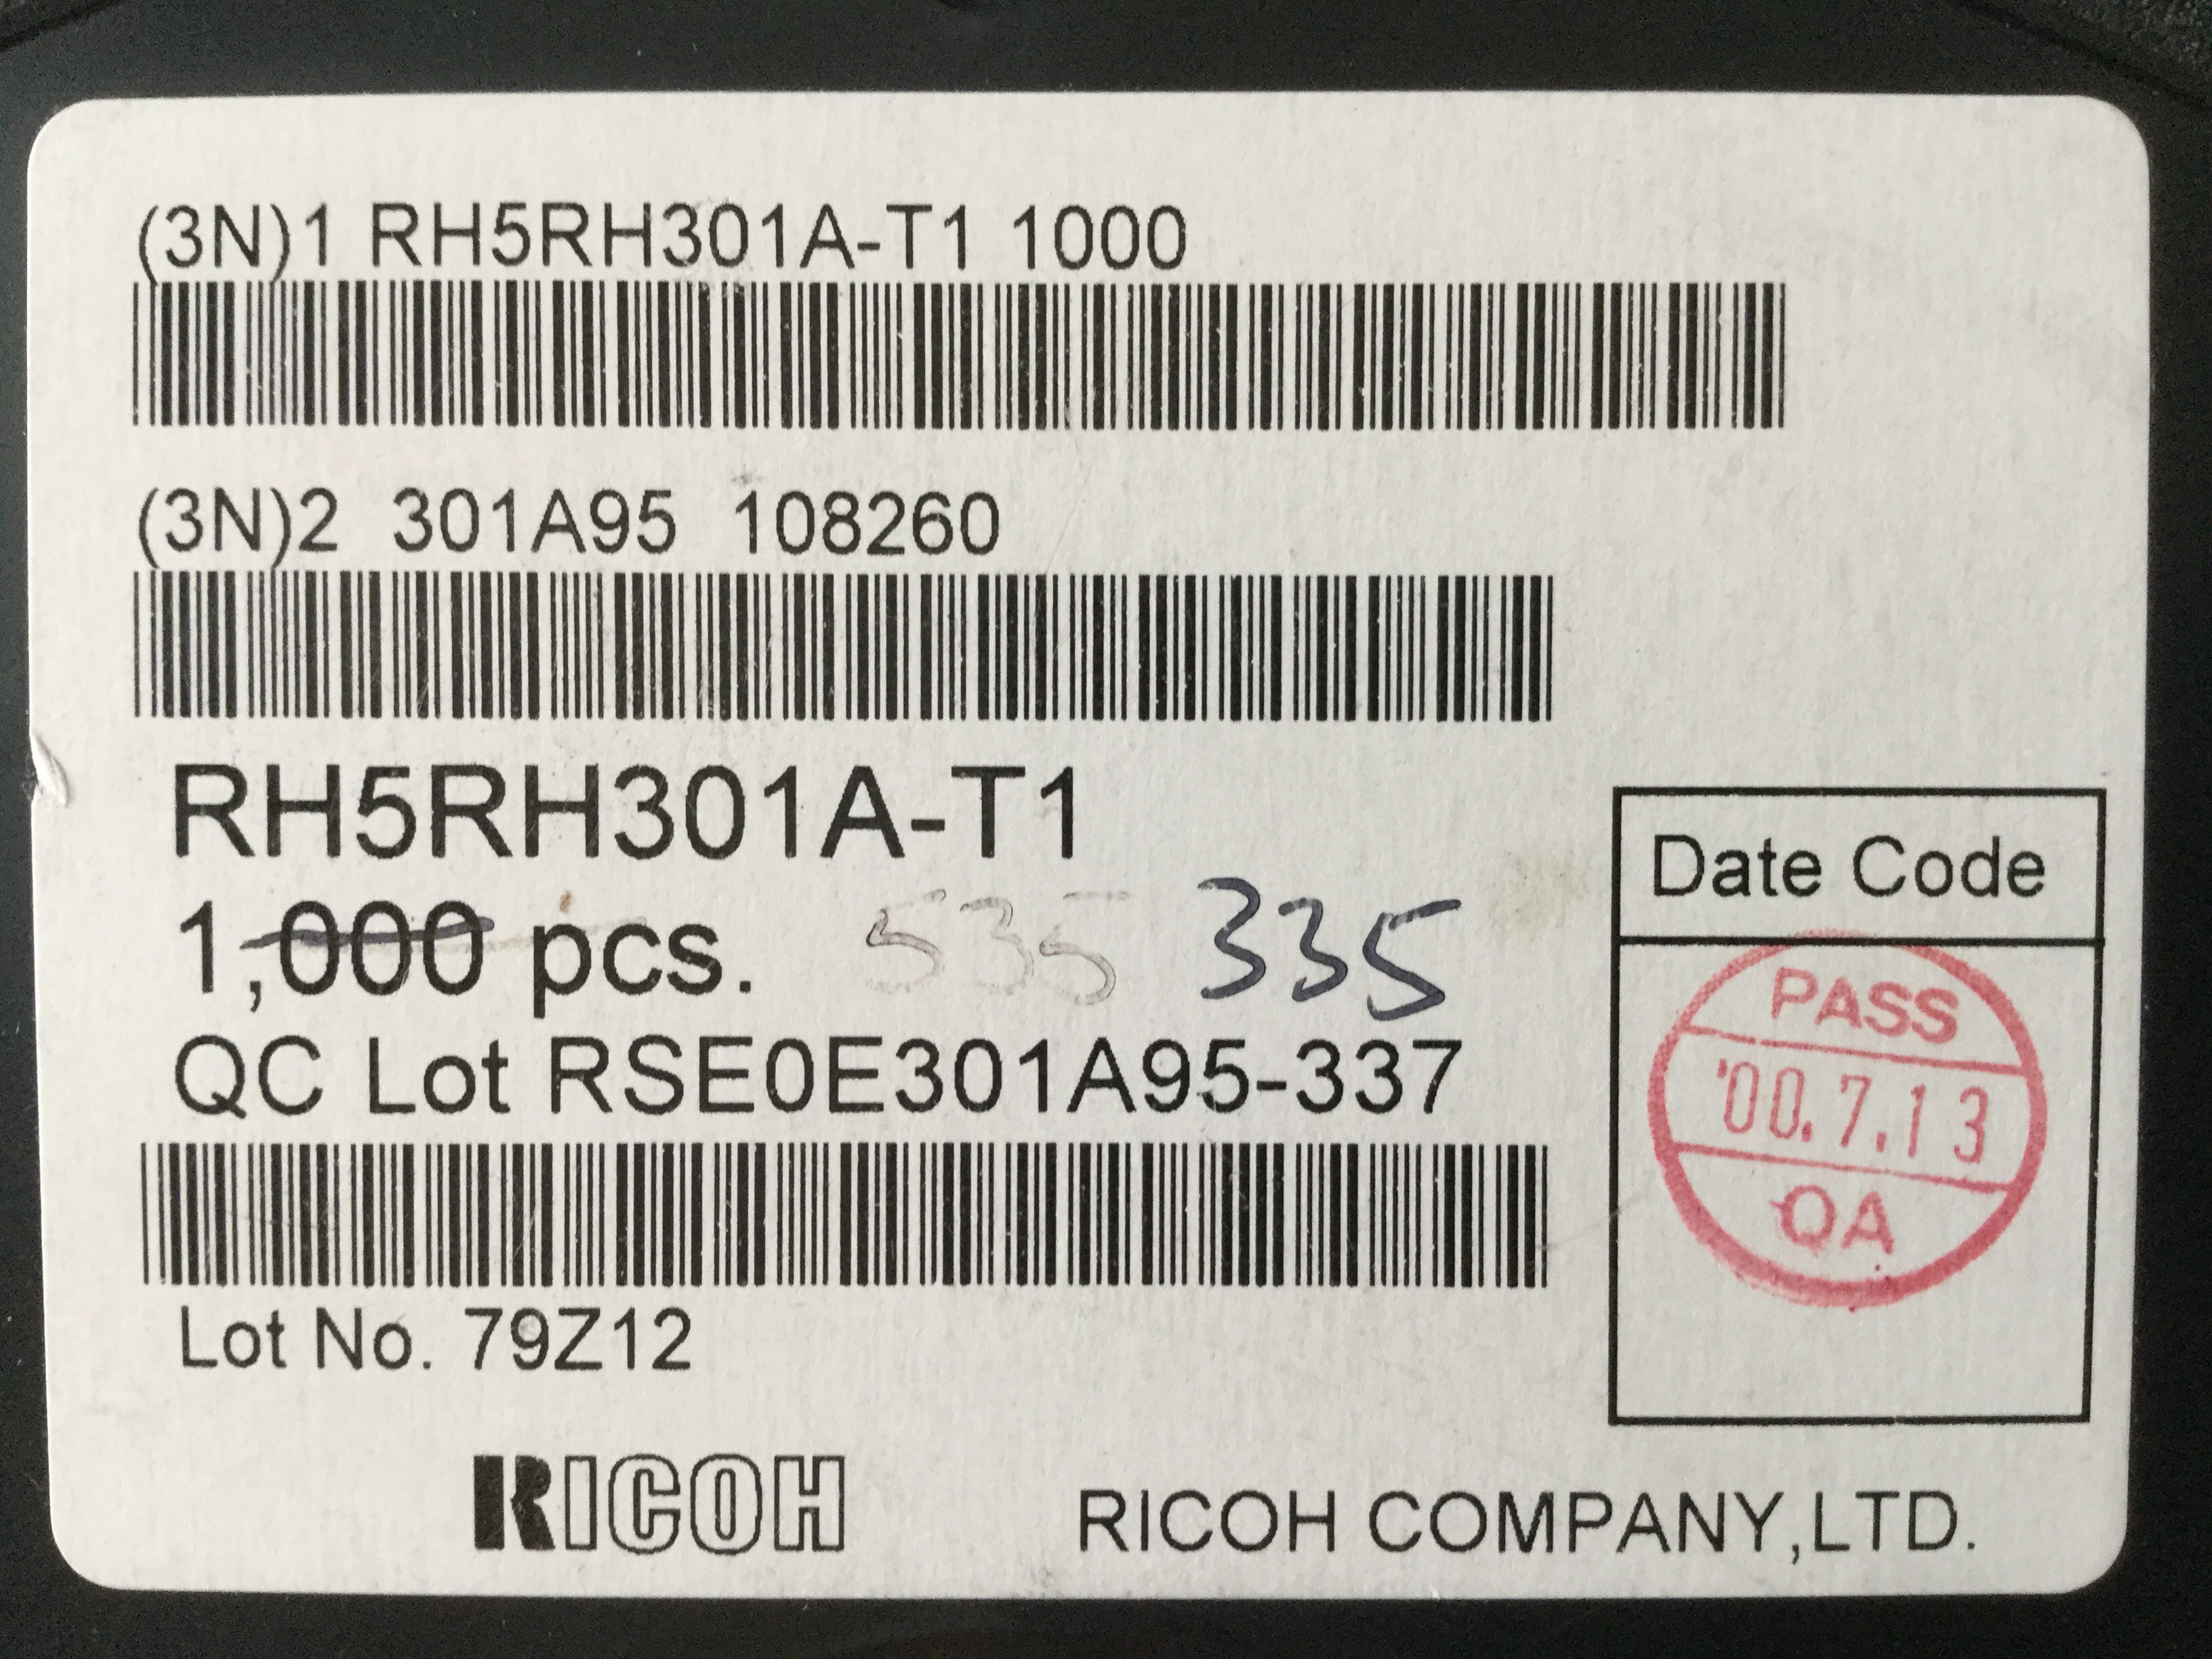 (3N)1 RH5RH301A-T1 1000
(3N)2 301A95 108260
RH5RH301A-T1
1,000 pcs. 535 335
QC Lot RSE0E301A95-337
Lot No. 79Z12
Date Code
PASS
'00.7.13
QA
RICOH
RICOH COMPANY,LTD.